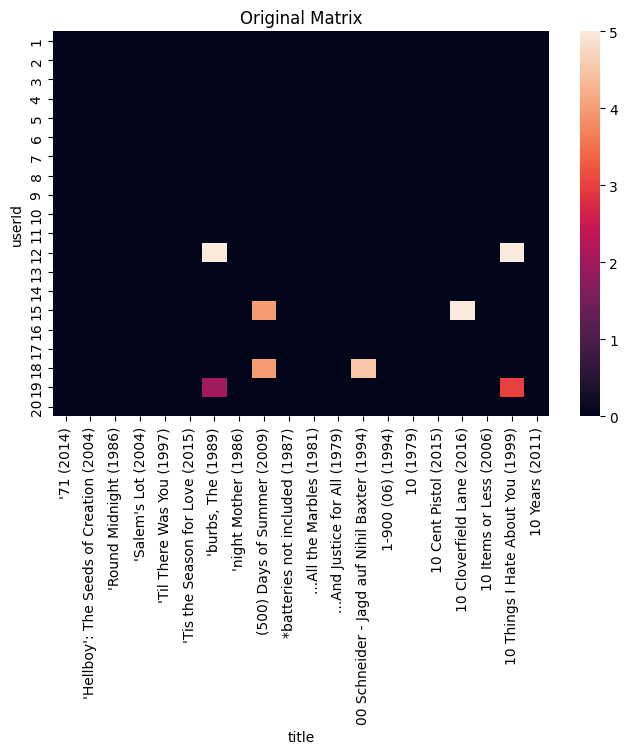 Original Matrix
userId
1
2
3
4
5
6
7
8
9
10
11
12
13
14
15
16
17
18
19
20
5
4
3
2
1
0
'71 (2014)
'Hellboy': The Seeds of Creation (2004)
'Round Midnight (1986)
'Salem's Lot (2004)
'Til There Was You (1997)
'Tis the Season for Love (2015)
'burbs, The (1989)
'night Mother (1986)
(500) Days of Summer (2009)
*batteries not included (1987)
...All the Marbles (1981)
...And Justice for All (1979)
00 Schneider - Jagd auf Nihil Baxter (1994)
1-900 (06) (1994)
10 (1979)
10 Cent Pistol (2015)
10 Cloverfield Lane (2016)
10 Items or Less (2006)
10 Things I Hate About You (1999)
10 Years (2011)
title